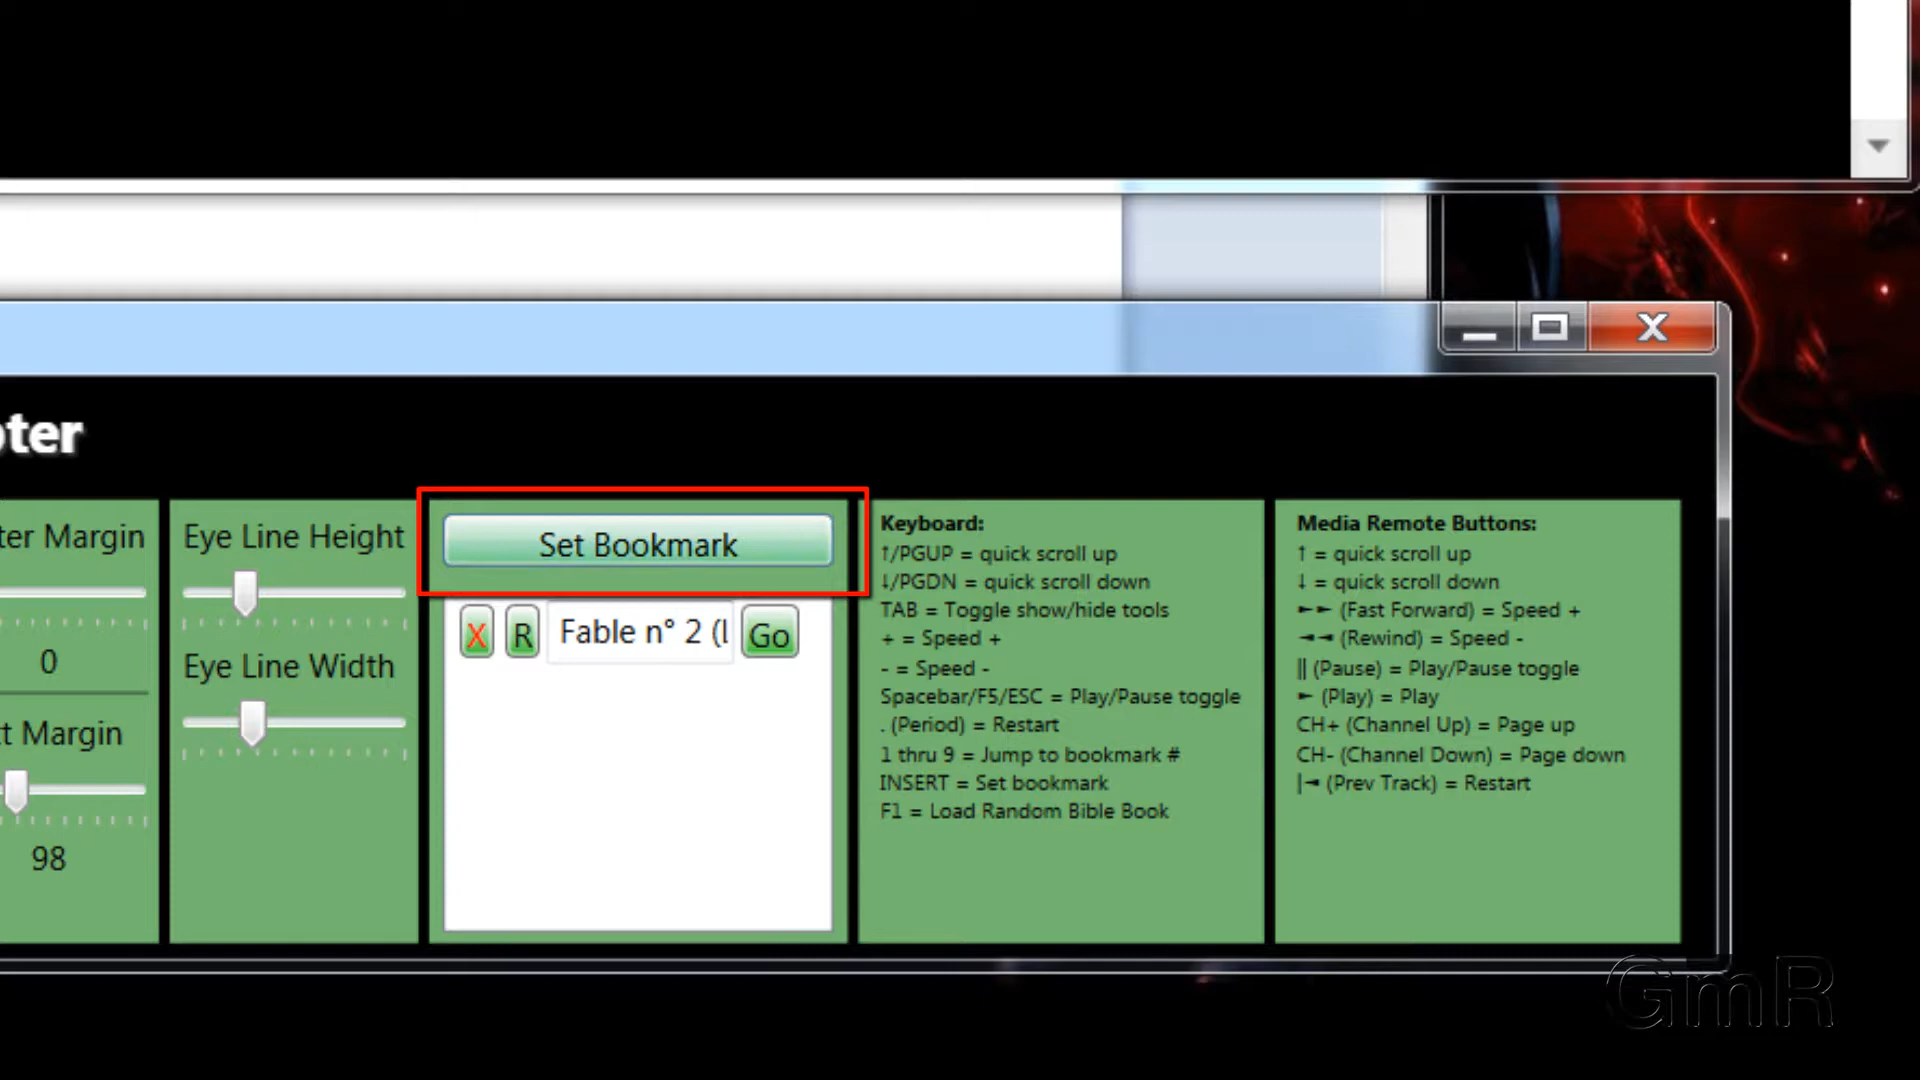 pter
ter Margin
0
t Margin
98
Eye Line Height
Eye Line Width
Set Bookmark
X R Fable n° 2 (l Go
Keyboard:
↑/PGUP = quick scroll up
↓/PGDN = quick scroll down
TAB = Toggle show/hide tools
+ = Speed +
- = Speed -
Spacebar/F5/ESC = Play/Pause toggle
. (Period) = Restart
1 thru 9 = Jump to bookmark #
INSERT = Set bookmark
F1 = Load Random Bible Book
Media Remote Buttons:
↑ = quick scroll up
↓ = quick scroll down
►► (Fast Forward) = Speed +
◄◄ (Rewind) = Speed -
|| (Pause) = Play/Pause toggle
► (Play) = Play
CH+ (Channel Up) = Page up
CH- (Channel Down) = Page down
|◄ (Prev Track) = Restart
GmR